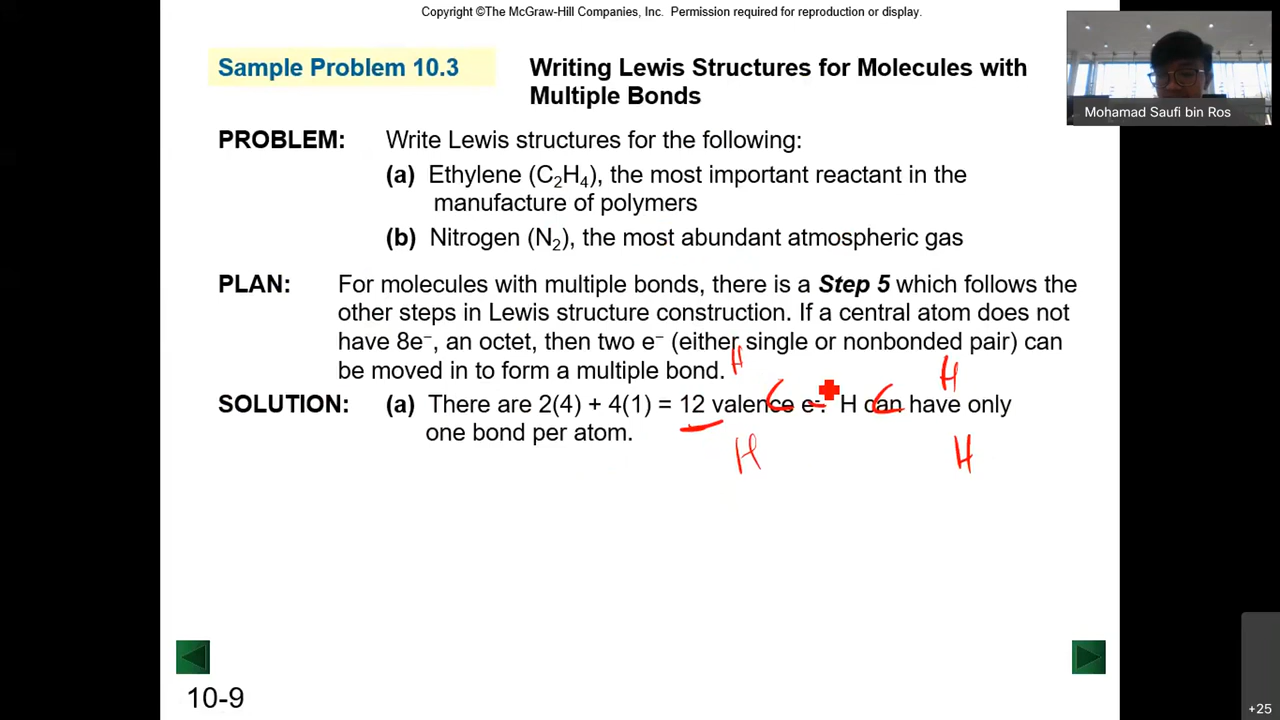 Copyright ©The McGraw-Hill Companies, Inc. Permission required for reproduction or display.
Sample Problem 10.3
Writing Lewis Structures for Molecules with
Multiple Bonds
Mohamad Saufi bin Ros
PROBLEM: Write Lewis structures for the following:
(a) Ethylene (C₂H₄), the most important reactant in the
manufacture of polymers
(b) Nitrogen (N₂), the most abundant atmospheric gas
PLAN: For molecules with multiple bonds, there is a Step 5 which follows the
other steps in Lewis structure construction. If a central atom does not
have 8e⁻, an octet, then two e⁻ (either single or nonbonded pair) can
be moved in to form a multiple bond.
H H
C C
SOLUTION: (a) There are 2(4) + 4(1) = 12 valence e⁻. H can have only
one bond per atom.
H H
10-9
+25